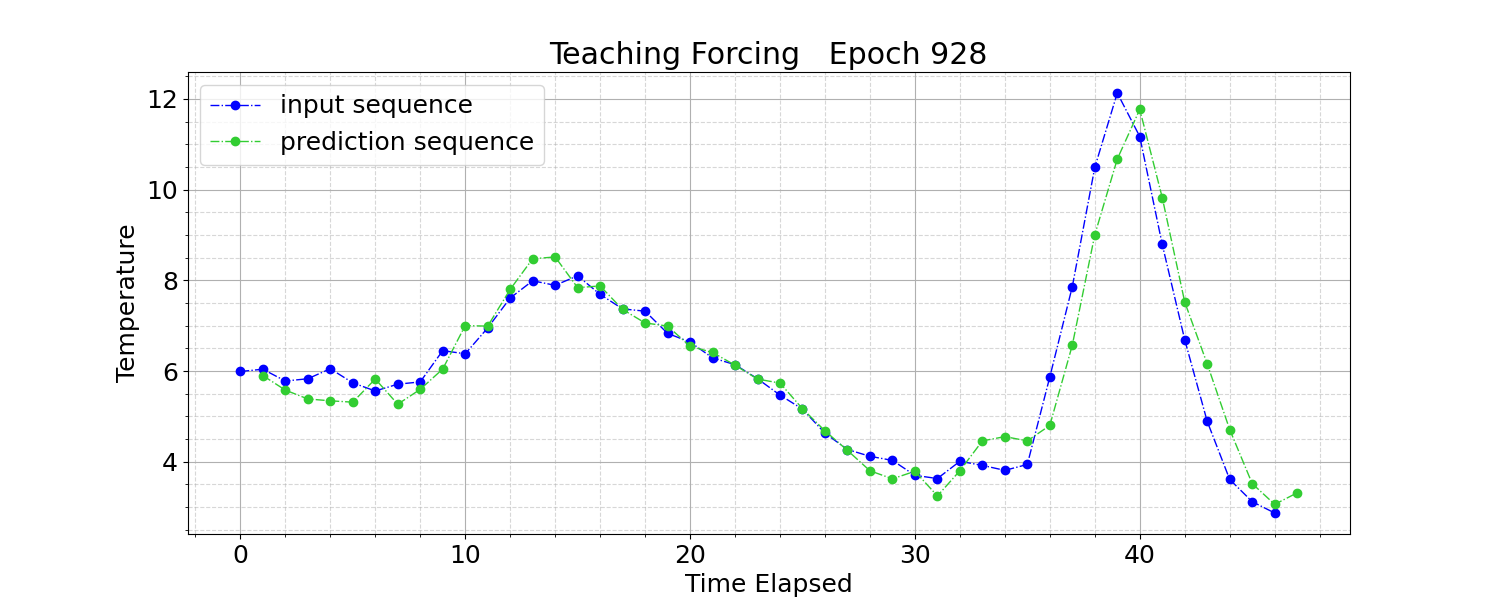 Teaching Forcing   Epoch 928
input sequence
prediction sequence
12
10
8
6
4
Temperature
0 10 20 30 40
Time Elapsed